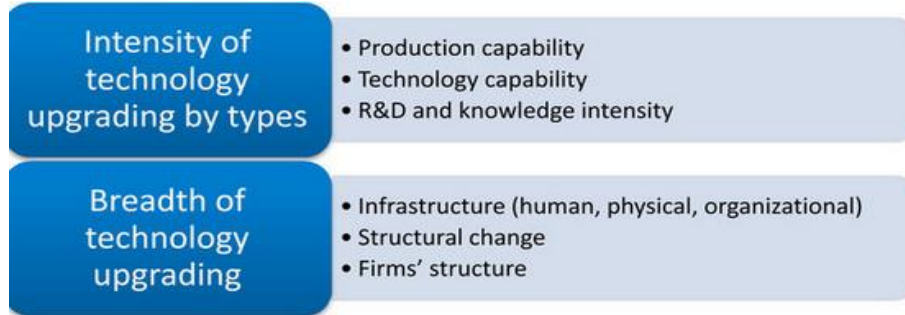 Intensity of
technology
upgrading by types
• Production capability
• Technology capability
• R&D and knowledge intensity
Breadth of
technology
upgrading
• Infrastructure (human, physical, organizational)
• Structural change
• Firms’ structure